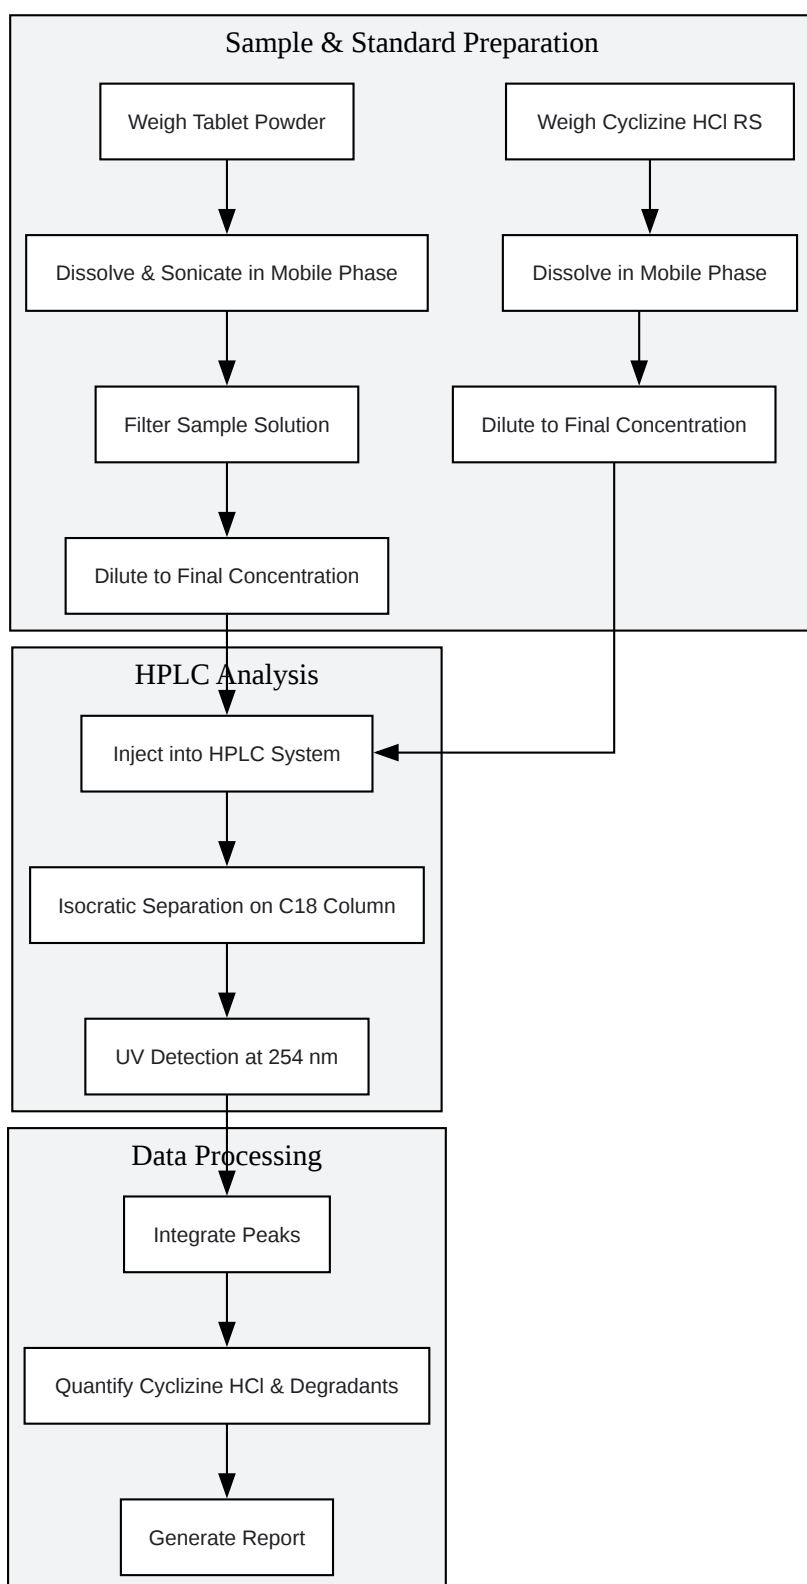 Sample & Standard Preparation
Weigh Tablet Powder
Weigh Cyclizine HCl RS
Dissolve & Sonicate in Mobile Phase
Dissolve in Mobile Phase
Filter Sample Solution
Dilute to Final Concentration
Dilute to Final Concentration
HPLC Analysis
Inject into HPLC System
Isocratic Separation on C18 Column
UV Detection at 254 nm
Data Processing
Integrate Peaks
Quantify Cyclizine HCl & Degradants
Generate Report